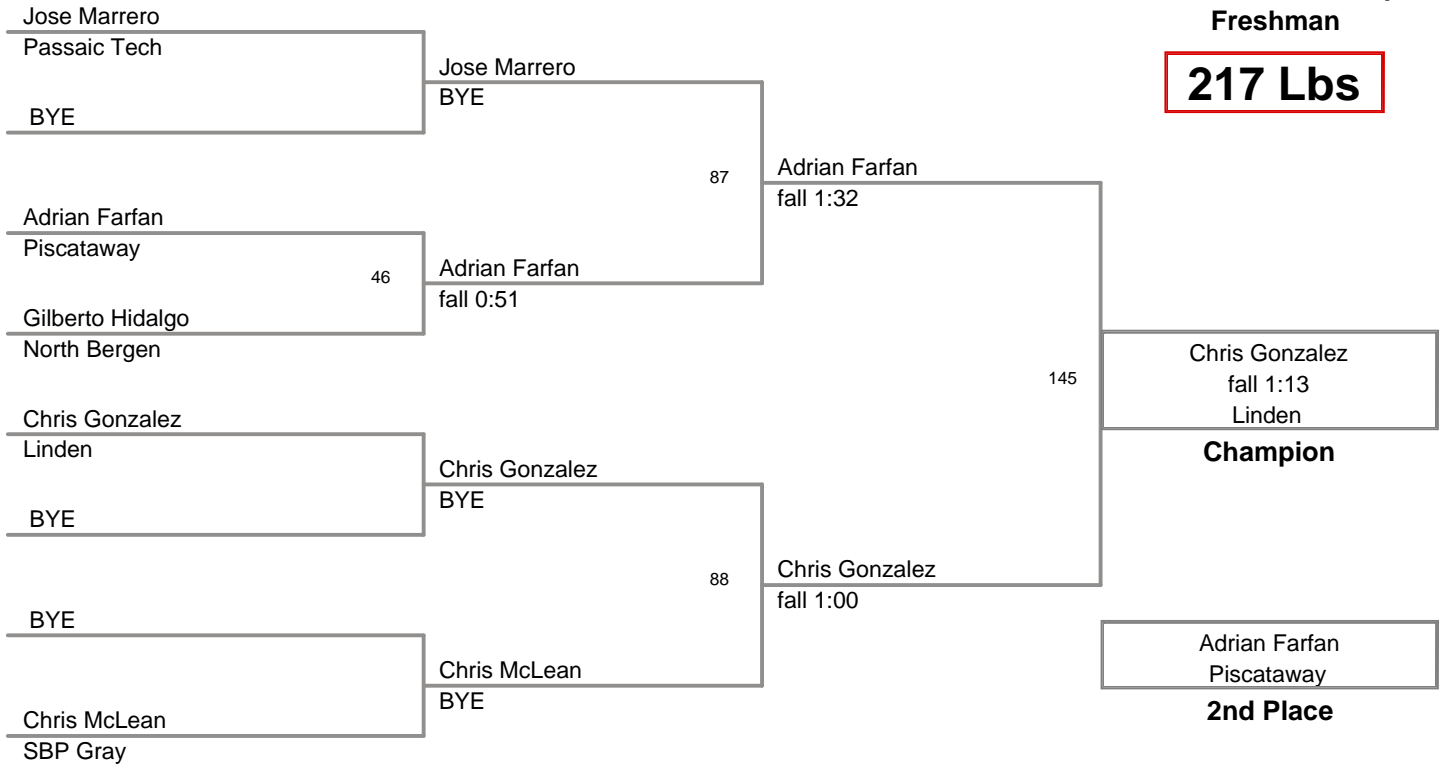 Freshman
217 Lbs
Jose Marrero
Passaic Tech
BYE
Adrian Farfan
Piscataway
46
Gilberto Hidalgo
North Bergen
Chris Gonzalez
Linden
BYE
BYE
Chris McLean
SBP Gray
Jose Marrero
BYE
87
Adrian Farfan
fall 0:51
Chris Gonzalez
BYE
88
Chris McLean
BYE
Adrian Farfan
fall 1:32
145
Chris Gonzalez
fall 1:00
Chris Gonzalez
fall 1:13
Linden
Champion
Adrian Farfan
Piscataway
2nd Place